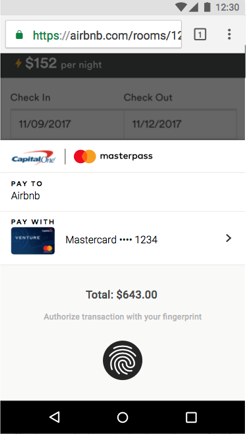 12:30
https://airbnb.com/rooms/12
1
$152 per night
Check In Check Out
11/09/2017 11/12/2017
Capital One masterpass
PAY TO
Airbnb
PAY WITH
VENTURE
Mastercard •••• 1234
Total: $643.00
Authorize transaction with your fingerprint